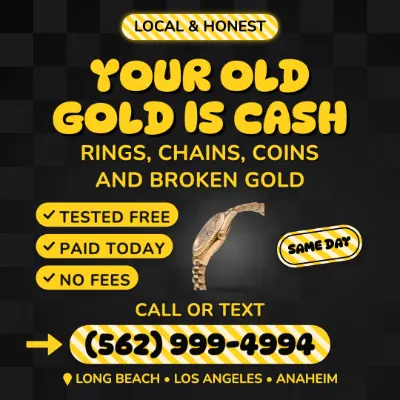 LOCAL & HONEST
YOUR OLD
GOLD IS CASH
RINGS, CHAINS, COINS
AND BROKEN GOLD
✓ TESTED FREE
✓ PAID TODAY
✓ NO FEES
SAME DAY
CALL OR TEXT
→ (562) 999-4994
LONG BEACH • LOS ANGELES • ANAHEIM